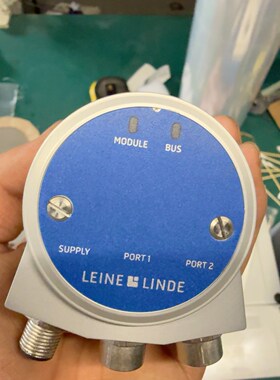 MODULE BUS
SUPPLY PORT 1 PORT 2
LEINE LINDE